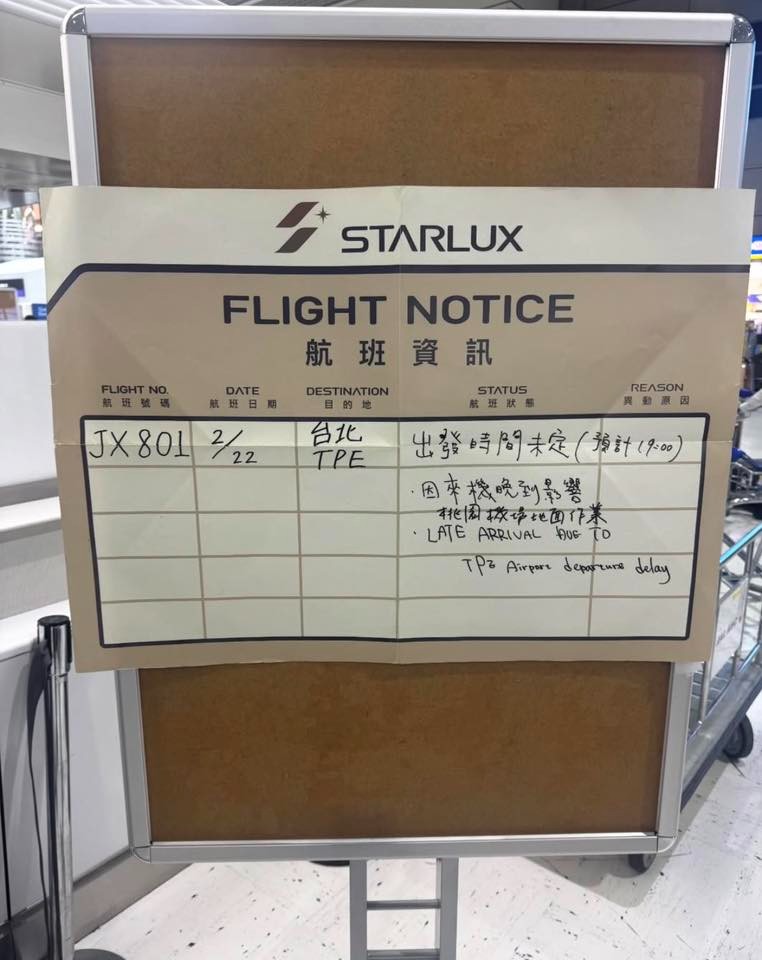 STARLUX
FLIGHT NOTICE
航班資訊
FLIGHT NO. DATE DESTINATION STATUS REASON
航班號碼 航班日期 目的地 航班狀態 異動原因
JX801 2/22 台北 TPE 出發時間未定(預計19:00)
·因來機晚到影響
桃園機場地面作業
·LATE ARRIVAL DUE TO
TPE Airport departure delay